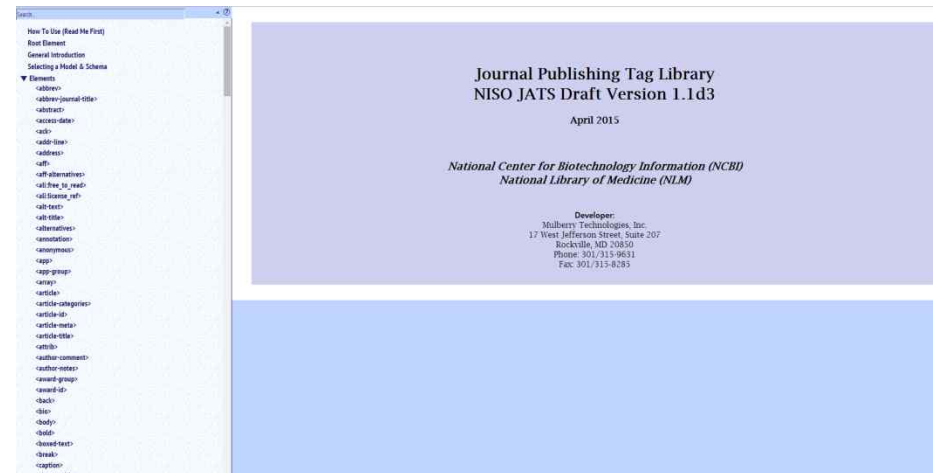 Search...
How To Use (Read Me First)
Root Element
General Introduction
Selecting a Model & Schema
▼ Elements
<abbrev>
<abbrev-journal-title>
<abstract>
<access-date>
<ack>
<addr-line>
<address>
<aff>
<aff-alternatives>
<ali:free_to_read>
<ali:license_ref>
<alt-text>
<alt-title>
<alternatives>
<annotation>
<anonymous>
<app>
<app-group>
<array>
<article>
<article-categories>
<article-id>
<article-meta>
<article-title>
<attrib>
<author-comment>
<author-notes>
<award-group>
<award-id>
<back>
<bio>
<body>
<bold>
<boxed-text>
<break>
<caption>
Journal Publishing Tag Library
NISO JATS Draft Version 1.1d3
April 2015
National Center for Biotechnology Information (NCBI)
National Library of Medicine (NLM)
Developer:
Mulberry Technologies, Inc.
17 West Jefferson Street, Suite 207
Rockville, MD 20850
Phone: 301/315-9631
Fax: 301/315-8285